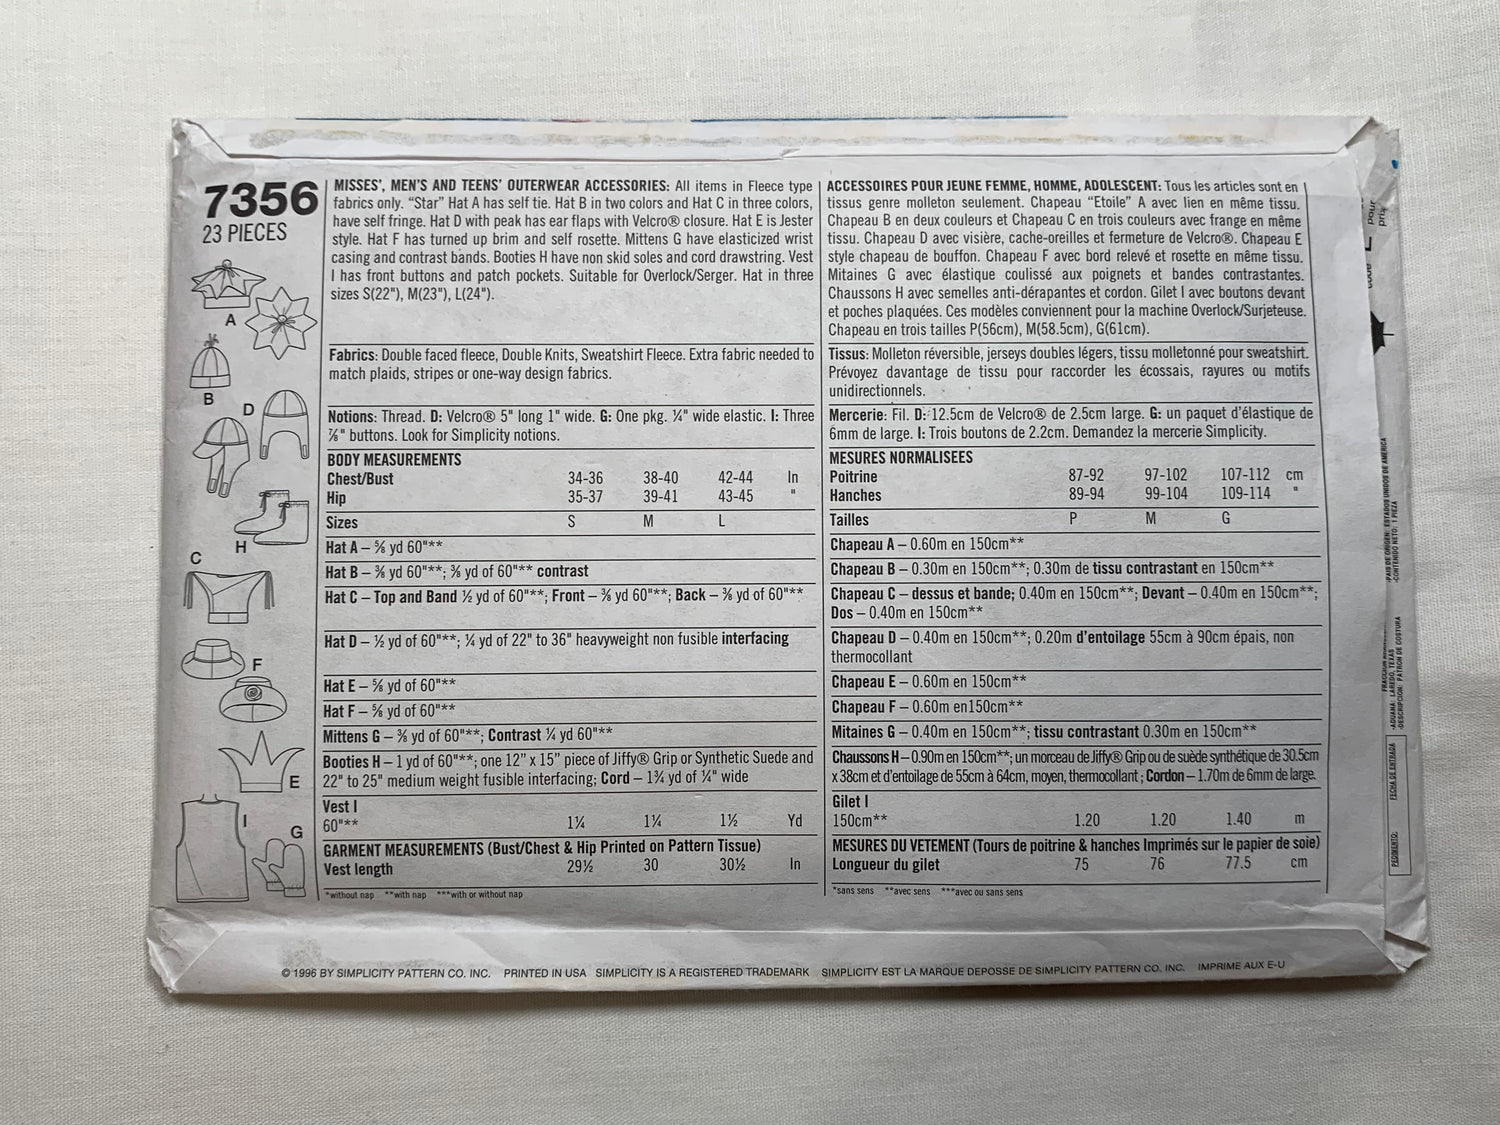 7356
23 PIECES
MISSES', MEN'S AND TEENS' OUTERWEAR ACCESSORIES: All items in Fleece type
fabrics only. "Star" Hat A has self tie. Hat B in two colors and Hat C in three colors,
have self fringe. Hat D with peak has ear flaps with Velcro® closure. Hat E is Jester
style. Hat F has turned up brim and self rosette. Mittens G have elasticized wrist
casing and contrast bands. Booties H have non skid soles and cord drawstring. Vest
I has front buttons and patch pockets. Suitable for Overlock/Serger. Hat in three
sizes S(22"), M(23"), L(24").
Fabrics: Double faced fleece, Double Knits, Sweatshirt Fleece. Extra fabric needed to
match plaids, stripes or one-way design fabrics.
Notions: Thread. D: Velcro® 5" long 1" wide. G: One pkg. ¼" wide elastic. I: Three
⅞" buttons. Look for Simplicity notions.
BODY MEASUREMENTS
Chest/Bust 34-36 38-40 42-44 In
Hip 35-37 39-41 43-45 "
Sizes S M L
Hat A – ⅝ yd 60"**
Hat B – ⅜ yd 60"**; ⅜ yd of 60"** contrast
Hat C – Top and Band ½ yd of 60"**; Front – ⅜ yd 60"**; Back – ⅜ yd of 60"**
Hat D – ½ yd of 60"**; ¼ yd of 22" to 36" heavyweight non fusible interfacing
Hat E – ⅝ yd of 60"**
Hat F – ⅝ yd of 60"**
Mittens G – ⅜ yd of 60"**; Contrast ¼ yd 60"**
Booties H – 1 yd of 60"**; one 12" x 15" piece of Jiffy® Grip or Synthetic Suede and
22" to 25" medium weight fusible interfacing; Cord – 1¾ yd of ¼" wide
Vest I
60"** 1¼ 1¼ 1½ Yd
GARMENT MEASUREMENTS (Bust/Chest & Hip Printed on Pattern Tissue)
Vest length 29½ 30 30½ In
*without nap **with nap ***with or without nap
ACCESSOIRES POUR JEUNE FEMME, HOMME, ADOLESCENT: Tous les articles sont en
tissus genre molleton seulement. Chapeau "Etoile" A avec lien en même tissu.
Chapeau B en deux couleurs et Chapeau C en trois couleurs avec frange en même
tissu. Chapeau D avec visière, cache-oreilles et fermeture de Velcro®. Chapeau E
style chapeau de bouffon. Chapeau F avec bord relevé et rosette en même tissu.
Mitaines G avec élastique coulissé aux poignets et bandes contrastantes.
Chaussons H avec semelles anti-dérapantes et cordon. Gilet I avec boutons devant
et poches plaquées. Ces modèles conviennent pour la machine Overlock/Surjeteuse.
Chapeau en trois tailles P(56cm), M(58.5cm), G(61cm).
Tissus: Molleton réversible, jerseys doubles légers, tissu molletonné pour sweatshirt.
Prévoyez davantage de tissu pour raccorder les écossais, rayures ou motifs
unidirectionnels.
Mercerie: Fil. D: 12.5cm de Velcro® de 2.5cm large. G: un paquet d'élastique de
6mm de large. I: Trois boutons de 2.2cm. Demandez la mercerie Simplicity.
MESURES NORMALISEES
Poitrine 87-92 97-102 107-112 cm
Hanches 89-94 99-104 109-114 "
Tailles P M G
Chapeau A – 0.60m en 150cm**
Chapeau B – 0.30m en 150cm**; 0.30m de tissu contrastant en 150cm**
Chapeau C – dessus et bande; 0.40m en 150cm**; Devant – 0.40m en 150cm**;
Dos – 0.40m en 150cm**
Chapeau D – 0.40m en 150cm**; 0.20m d'entoilage 55cm à 90cm épais, non
thermocollant
Chapeau E – 0.60m en 150cm**
Chapeau F – 0.60m en150cm**
Mitaines G – 0.40m en 150cm**; tissu contrastant 0.30m en 150cm**
Chaussons H–0.90m en 150cm**; un morceau de Jiffy® Grip ou de suède synthétique de 30.5cm
x 38cm et d'entoilage de 55cm à 64cm, moyen, thermocollant ; Cordon – 1.70m de 6mm de large.
Gilet I
150cm** 1.20 1.20 1.40 m
MESURES DU VETEMENT (Tours de poitrine & hanches Imprimés sur le papier de soie)
Longueur du gilet 75 76 77.5 cm
*sans sens **avec sens ***avec ou sans sens
A
B
D
H
C
F
E
I
G
PAIS DE ORIGEN: ESTADOS UNIDOS DE AMERICA
-CONTENIDO NETO: 1 PIEZA
-ADUANA: LAREDO, TEXAS
-DESCRIPCION: PATRON DE COSTURA
FECHA DE ENTRADA
PEDIMENTO:
© 1996 BY SIMPLICITY PATTERN CO. INC. PRINTED IN USA SIMPLICITY IS A REGISTERED TRADEMARK SIMPLICITY EST LA MARQUE DEPOSSE DE SIMPLICITY PATTERN CO. INC. IMPRIME AUX E-U